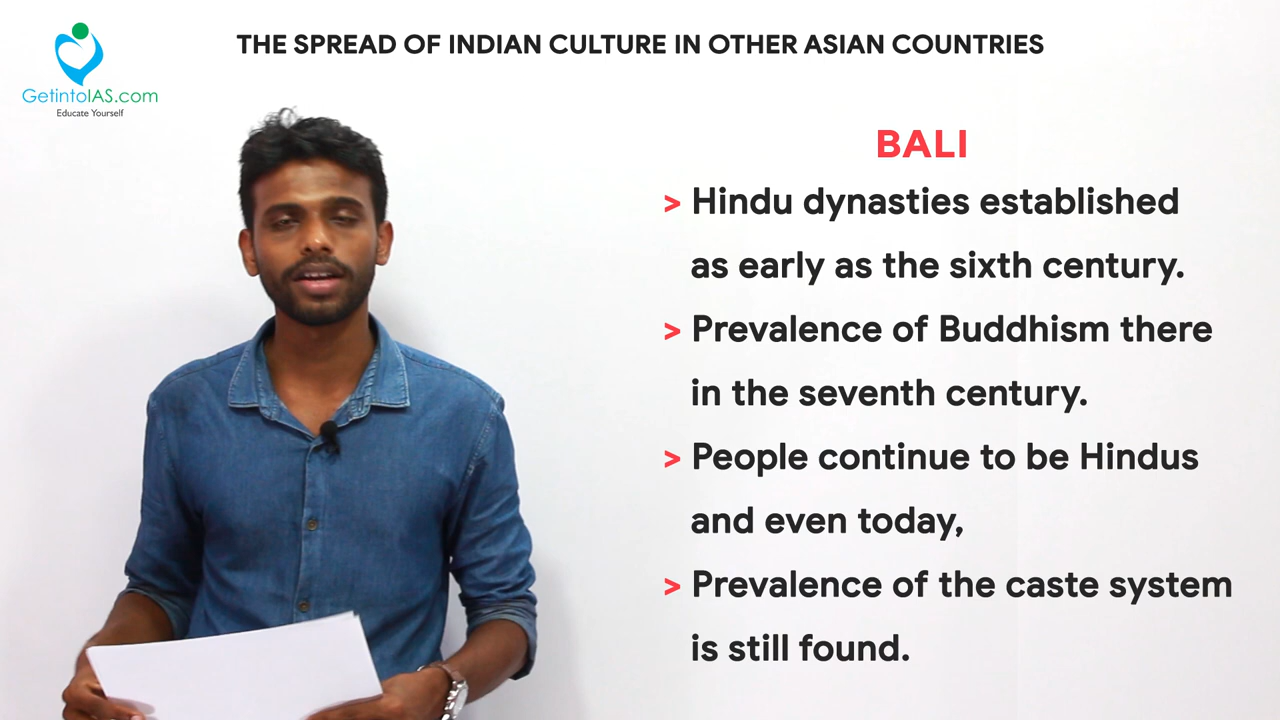 THE SPREAD OF INDIAN CULTURE IN OTHER ASIAN COUNTRIES
GetintoIAS.com
Educate Yourself
BALI
> Hindu dynasties established
as early as the sixth century.
> Prevalence of Buddhism there
in the seventh century.
> People continue to be Hindus
and even today,
> Prevalence of the caste system
is still found.